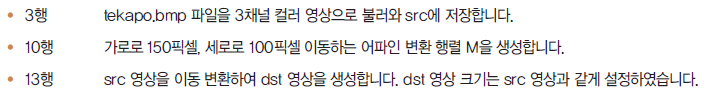 • 3행 tekapo.bmp 파일을 3채널 컬러 영상으로 불러와 src에 저장합니다.
• 10행 가로로 150픽셀, 세로로 100픽셀 이동하는 어파인 변환 행렬 M을 생성합니다.
• 13행 src 영상을 이동 변환하여 dst 영상을 생성합니다. dst 영상 크기는 src 영상과 같게 설정하였습니다.